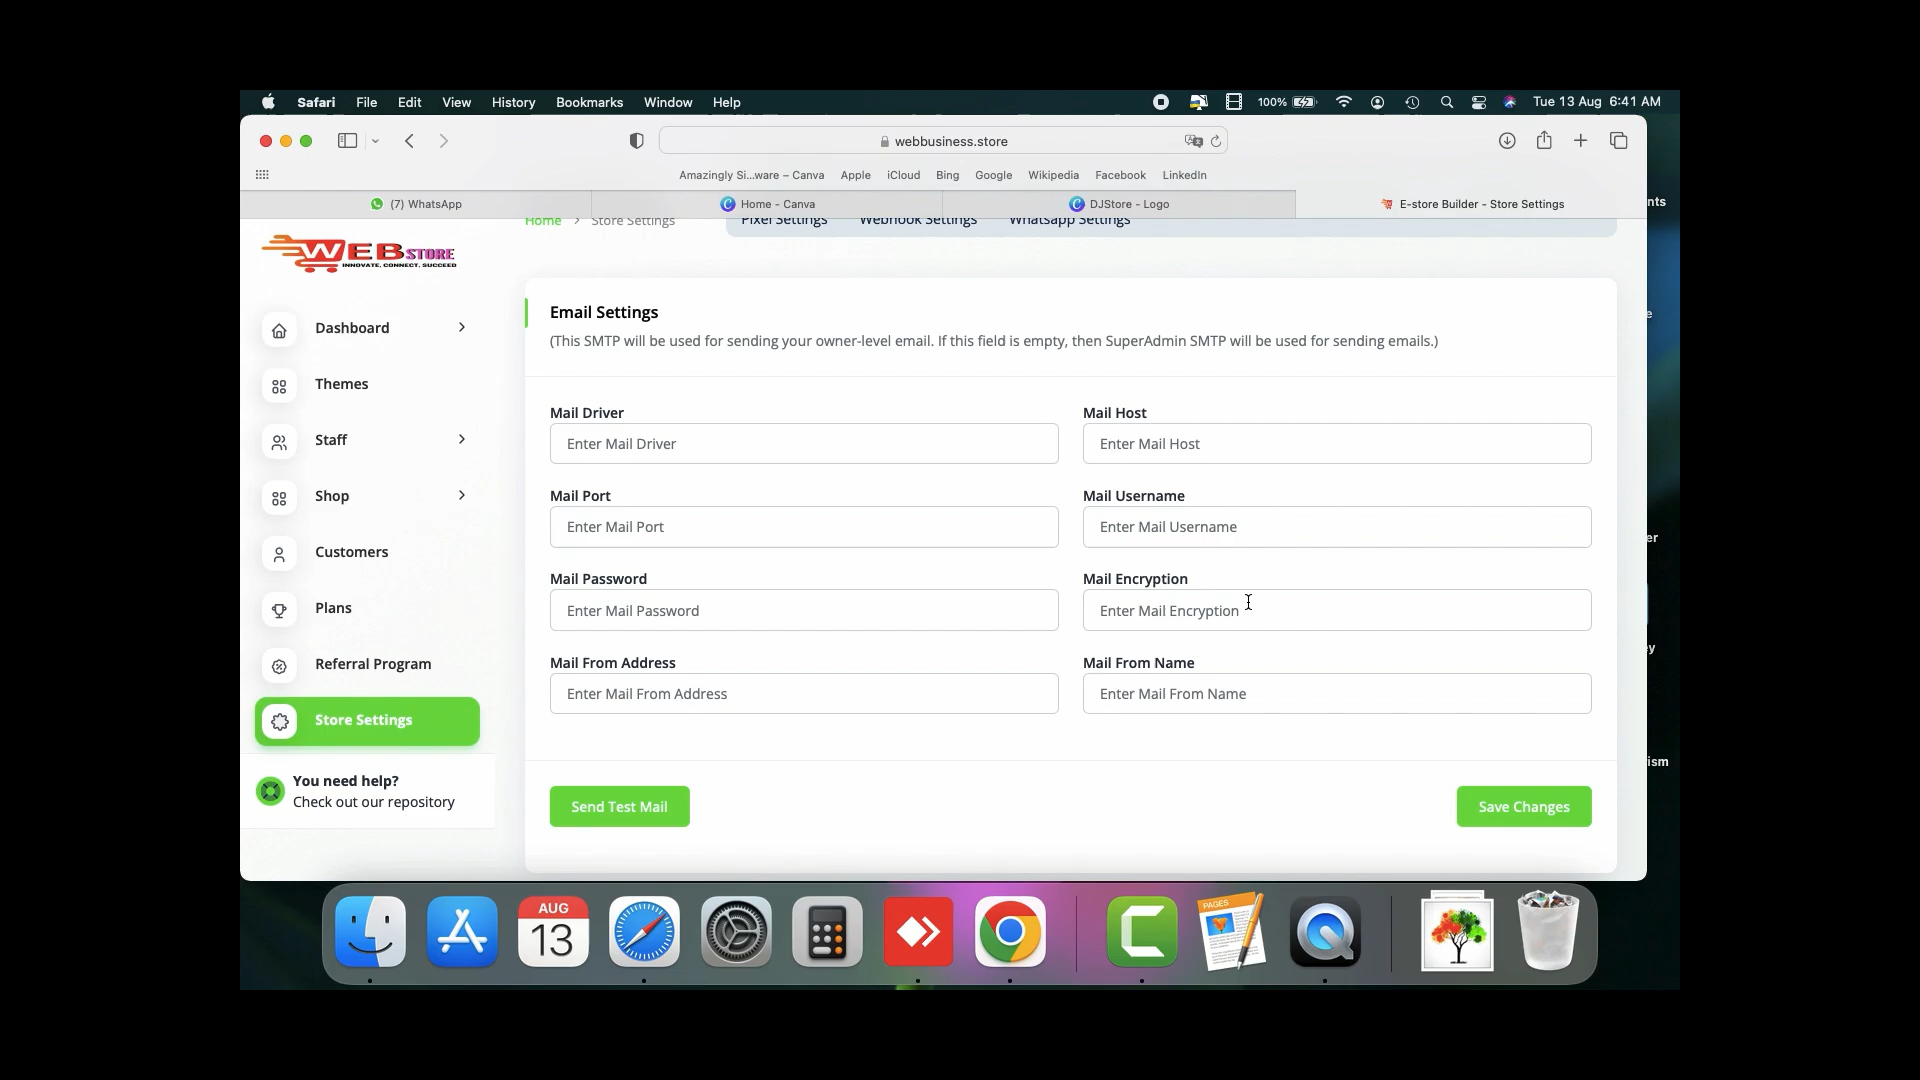 Safari File Edit View History Bookmarks Window Help
100%
Tue 13 Aug 6:41 AM
webbusiness.store
Amazingly Si...ware – Canva Apple iCloud Bing Google Wikipedia Facebook LinkedIn
(7) WhatsApp
Home - Canva
DJStore - Logo
E-store Builder - Store Settings
nts
Home > Store Settings
Pixel Settings Webhook Settings Whatsapp Settings
WEB STORE
INNOVATE, CONNECT, SUCCEED
Dashboard
Themes
Staff
Shop
Customers
Plans
Referral Program
Store Settings
You need help?
Check out our repository
Email Settings
(This SMTP will be used for sending your owner-level email. If this field is empty, then SuperAdmin SMTP will be used for sending emails.)
Mail Driver
Enter Mail Driver
Mail Host
Enter Mail Host
Mail Port
Enter Mail Port
Mail Username
Enter Mail Username
Mail Password
Enter Mail Password
Mail Encryption
Enter Mail Encryption
Mail From Address
Enter Mail From Address
Mail From Name
Enter Mail From Name
Send Test Mail
Save Changes
e
er
ey
ism
AUG
13
PAGES